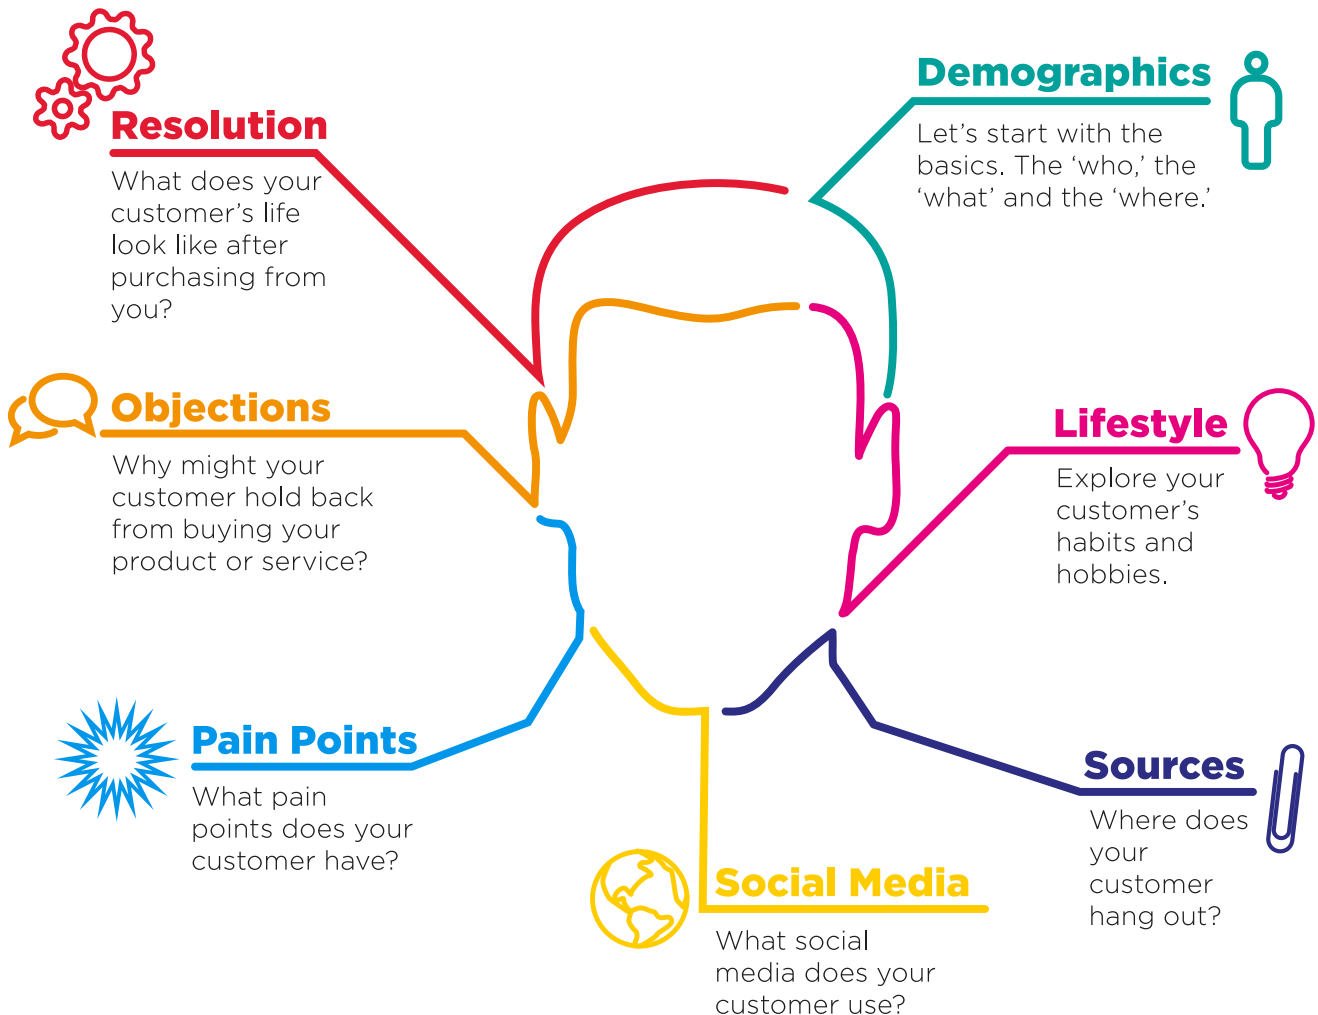 Resolution
What does your
customer’s life
look like after
purchasing from
you?
Demographics
Let’s start with the
basics. The ‘who,’ the
‘what’ and the ‘where.’
Objections
Why might your
customer hold back
from buying your
product or service?
Lifestyle
Explore your
customer’s
habits and
hobbies.
Pain Points
What pain
points does your
customer have?
Sources
Where does
your
customer
hang out?
Social Media
What social
media does your
customer use?